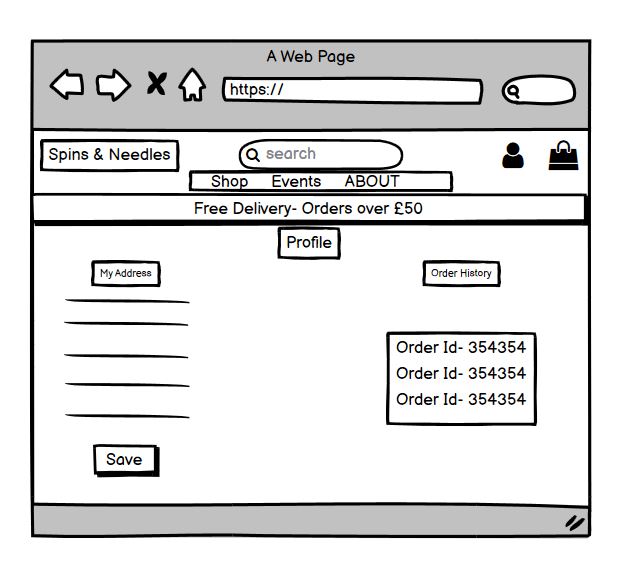 A Web Page
https://
Spins & Needles
search
Shop Events ABOUT
Free Delivery- Orders over £50
Profile
My Address
Order History
Order Id- 354354
Order Id- 354354
Order Id- 354354
Save